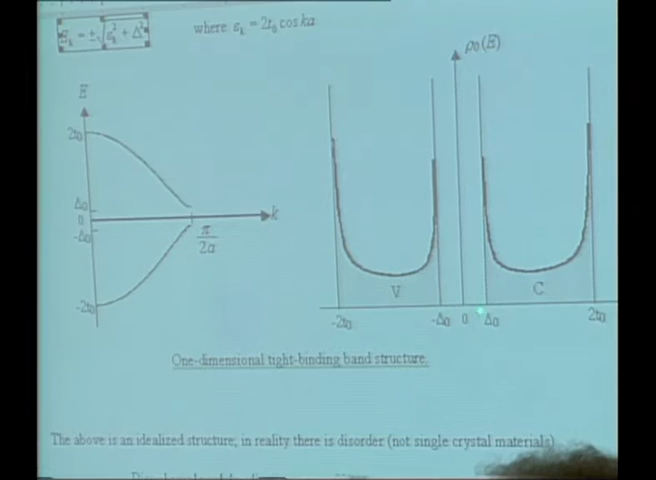 E_k = ±√(ε_k² + Δ²) where ε_k = 2t₀ cos ka
ρ₀(E)
E
2t₀
Δ₀
0
-Δ₀
k
π
2a
-2t₀
V
C
-2t₀ -Δ₀ 0 Δ₀ 2t₀
One-dimensional tight-binding band structure.
The above is an idealized structure, in reality there is disorder (not single crystal materials)